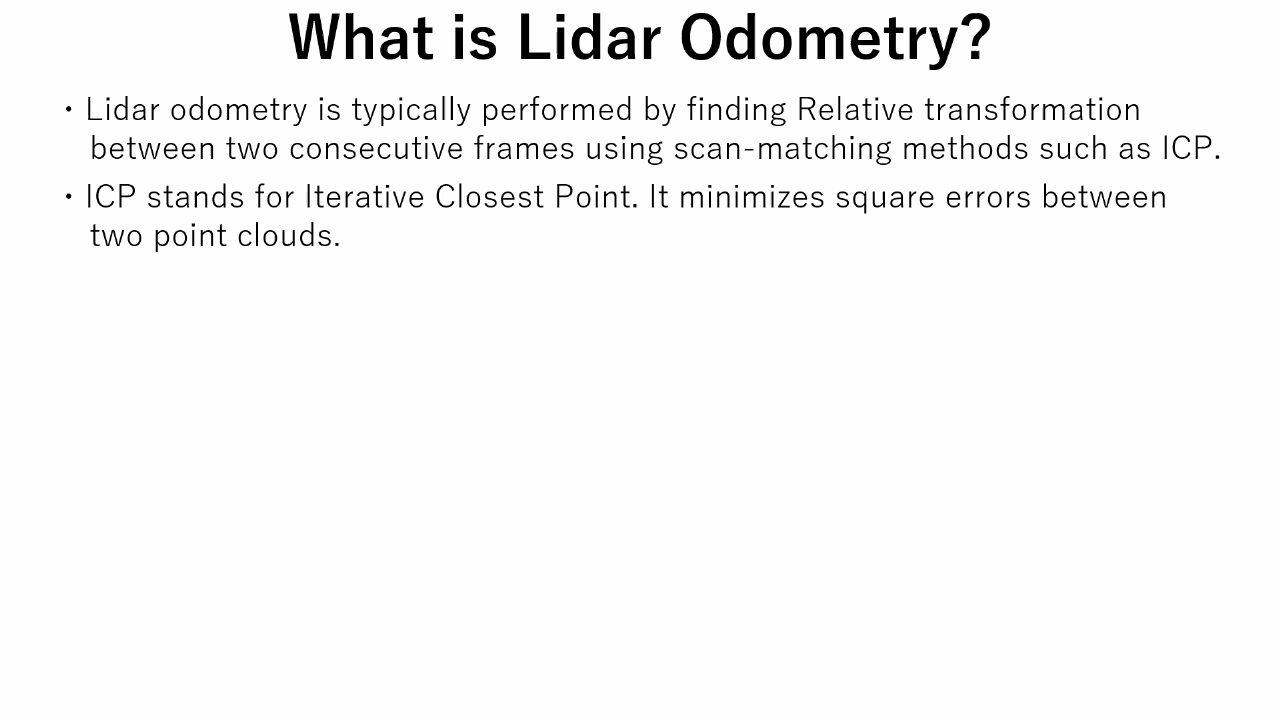 What is Lidar Odometry?
・Lidar odometry is typically performed by finding Relative transformation
between two consecutive frames using scan-matching methods such as ICP.
・ICP stands for Iterative Closest Point. It minimizes square errors between
two point clouds.